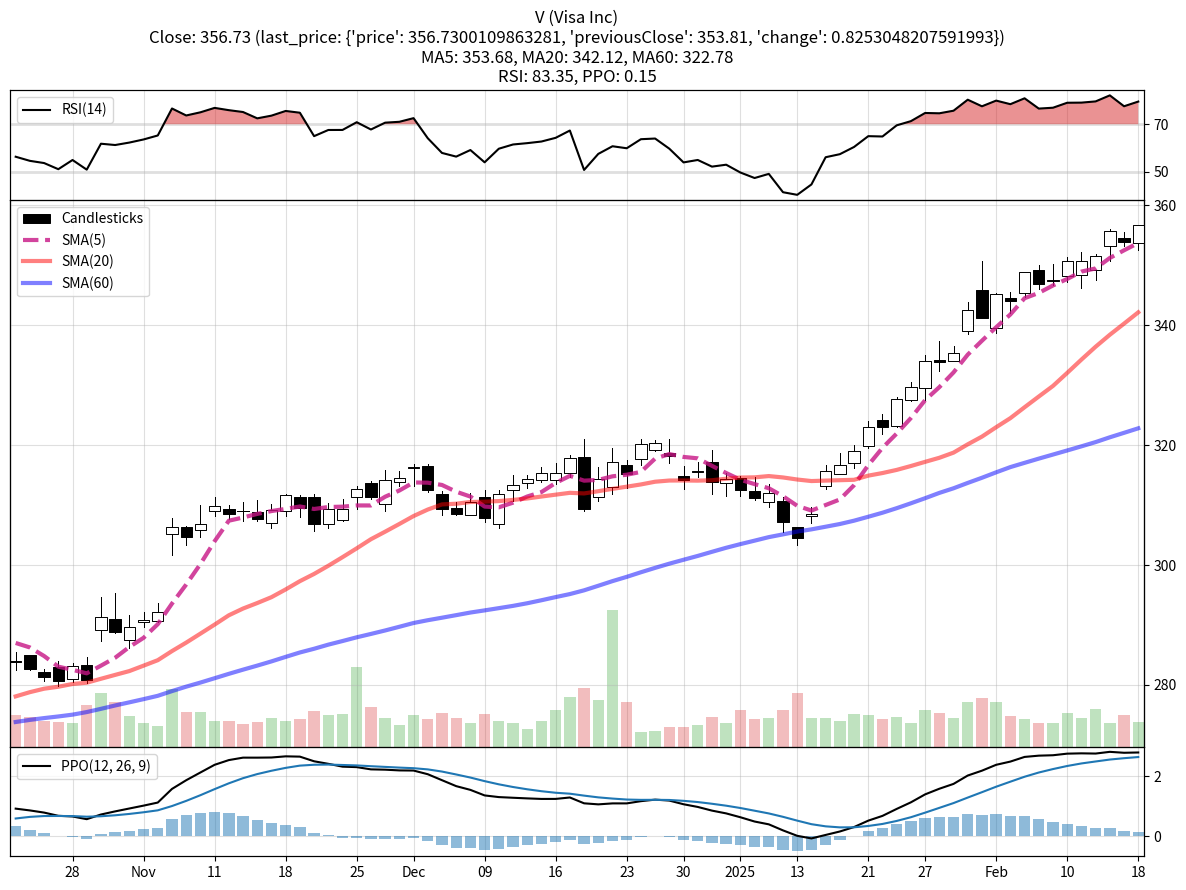 V (Visa Inc)
Close: 356.73 (last_price: {'price': 356.7300109863281, 'previousClose': 353.81, 'change': 0.8253048207591993})
MA5: 353.68, MA20: 342.12, MA60: 322.78
RSI: 83.35, PPO: 0.15
RSI(14)
70
50
360
Candlesticks
SMA(5)
SMA(20)
SMA(60)
340
320
300
280
PPO(12, 26, 9)
2
0
28 Nov 11 18 25 Dec 09 16 23 30 2025 13 21 27 Feb 10 18